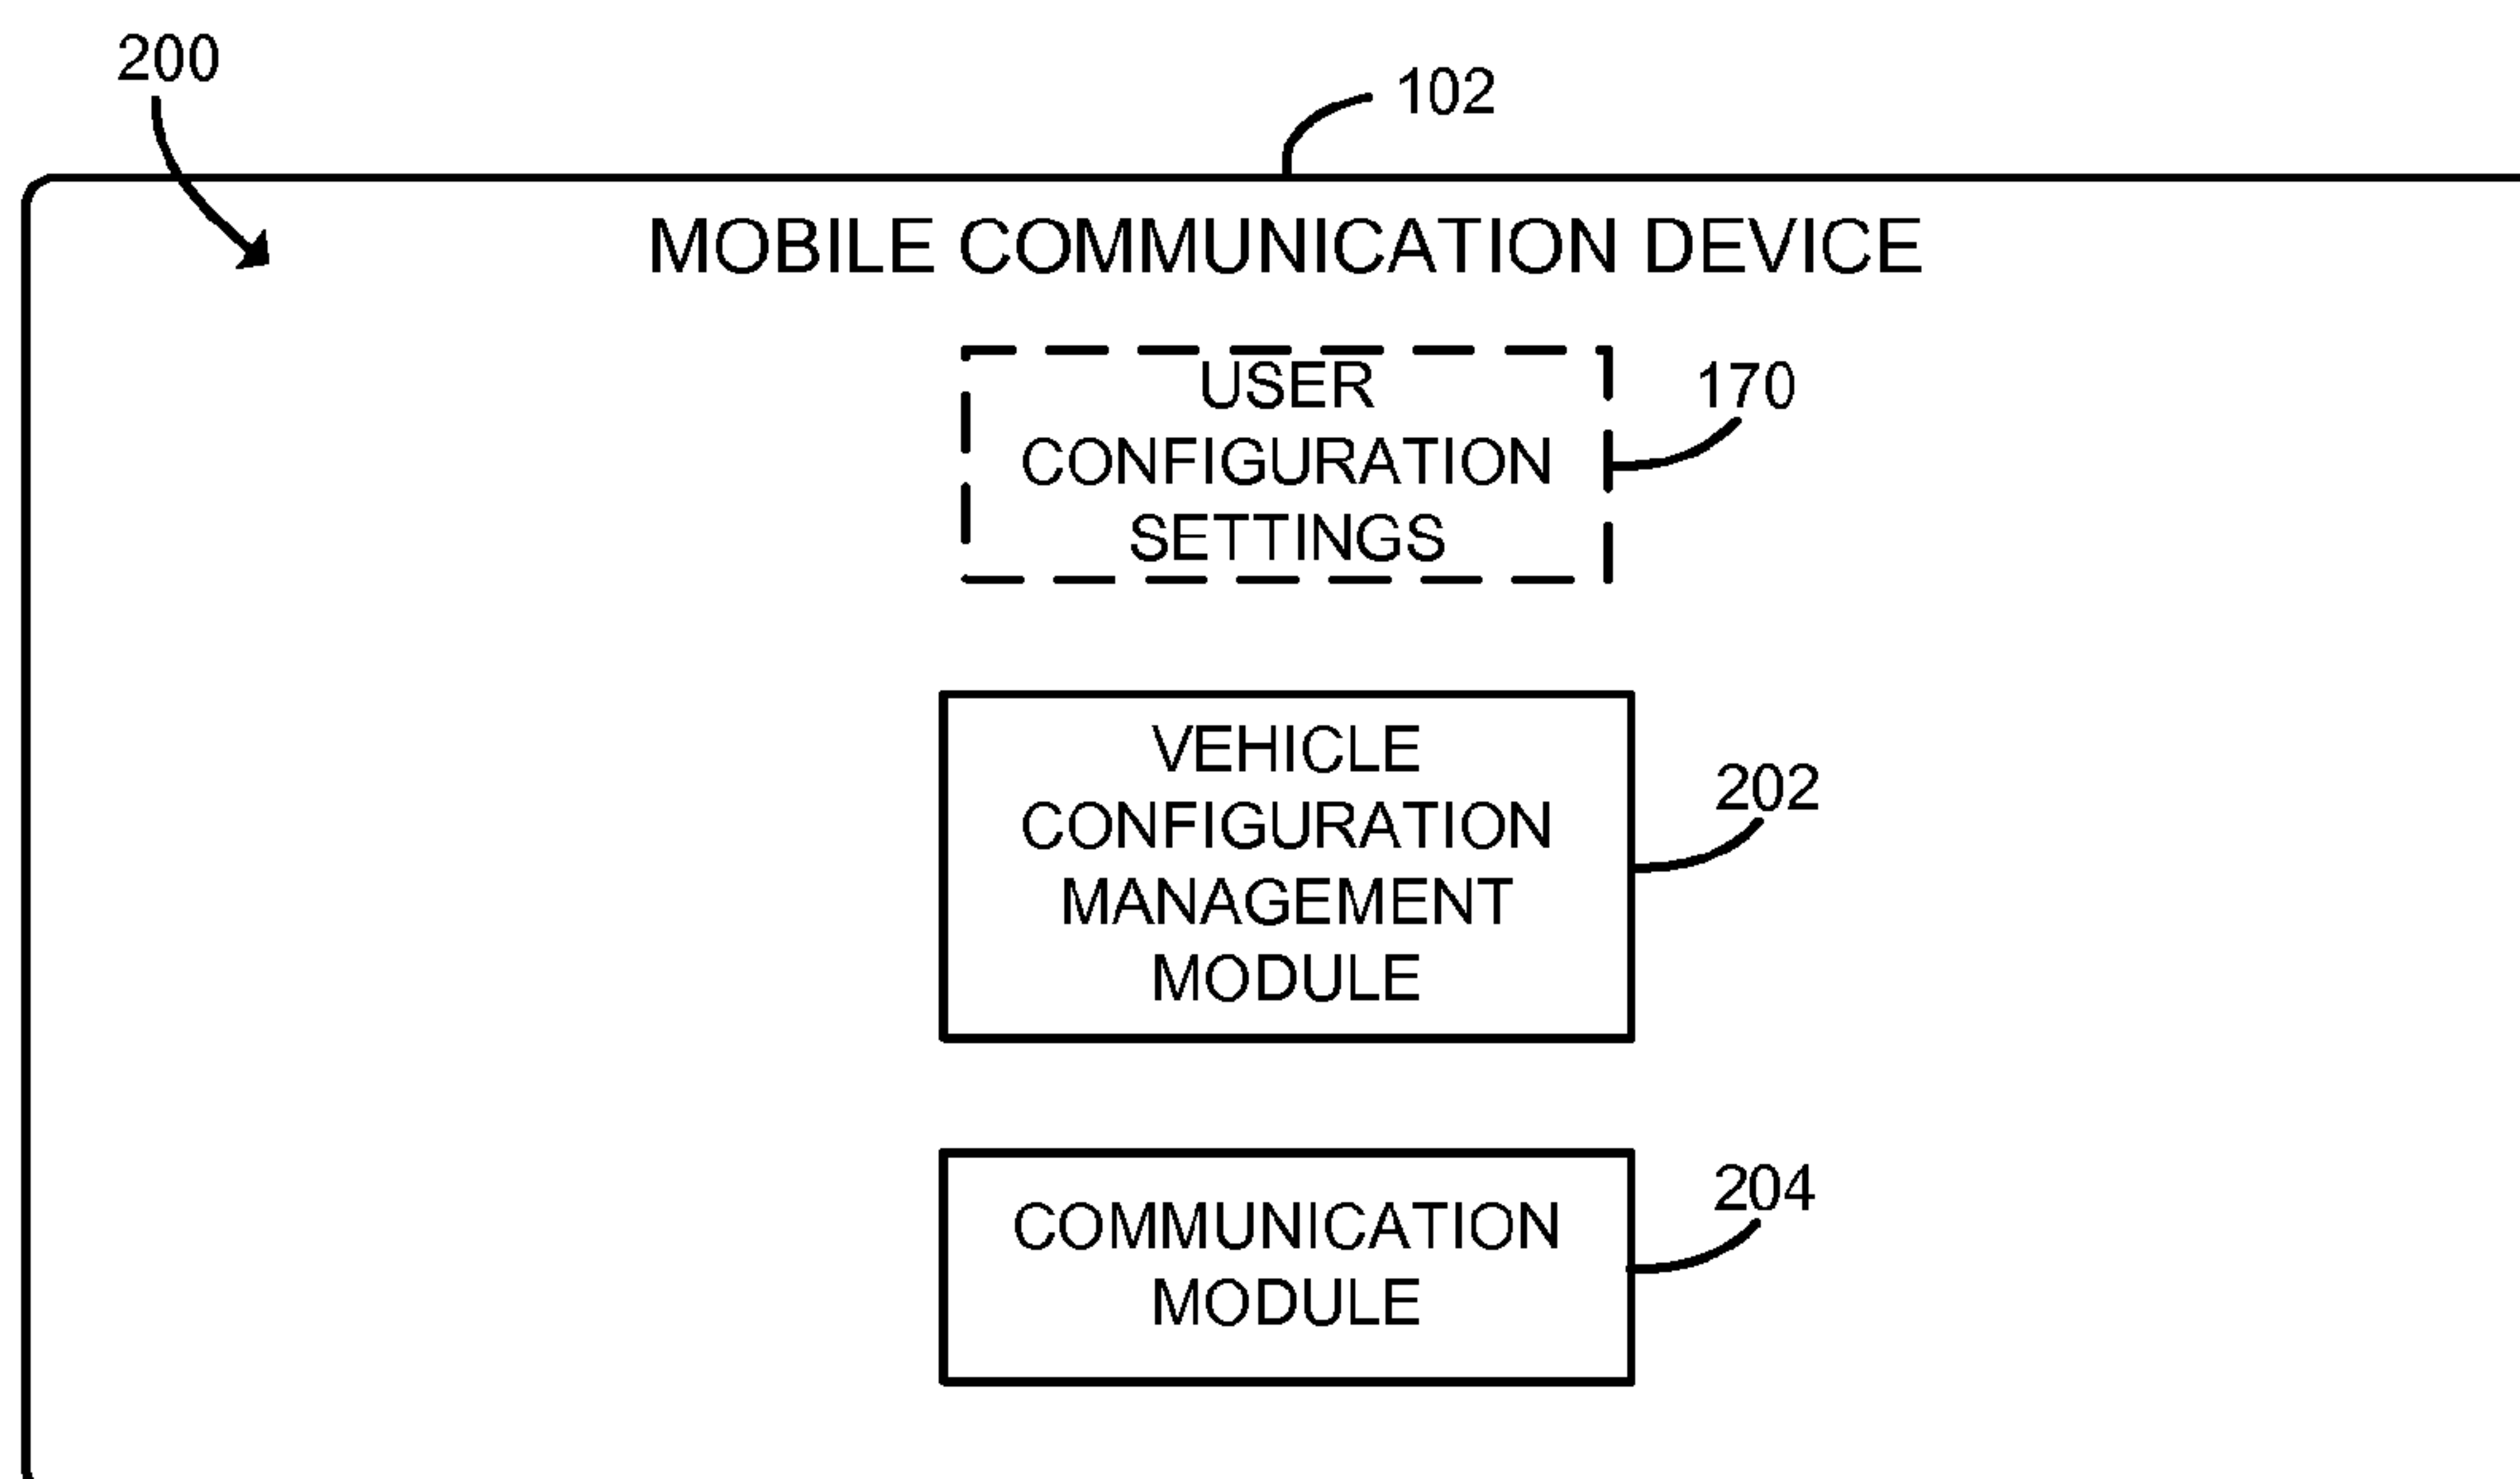 200
102
MOBILE COMMUNICATION DEVICE
USER
CONFIGURATION
SETTINGS
170
VEHICLE
CONFIGURATION
MANAGEMENT
MODULE
202
COMMUNICATION
MODULE
204